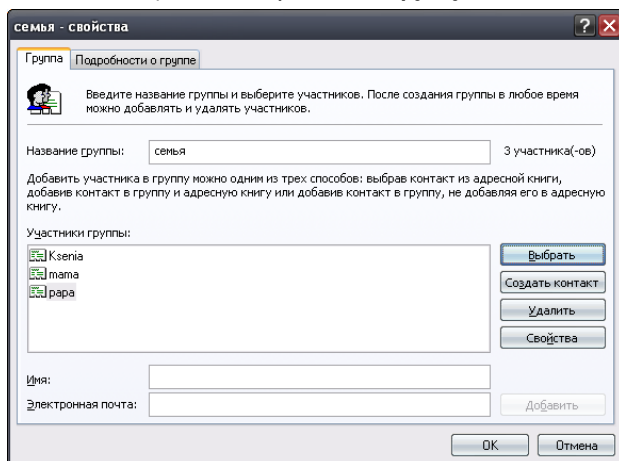 семья - свойства
Группа Подробности о группе
Введите название группы и выберите участников. После создания группы в любое время
можно добавлять и удалять участников.
Название группы: семья 3 участника(-ов)
Добавить участника в группу можно одним из трех способов: выбрав контакт из адресной книги,
добавив контакт в группу и адресную книгу или добавив контакт в группу, не добавляя его в адресную
книгу.
Участники группы:
Ksenia
mama
papa
Выбрать
Создать контакт
Удалить
Свойства
Имя:
Электронная почта: Добавить
OK Отмена